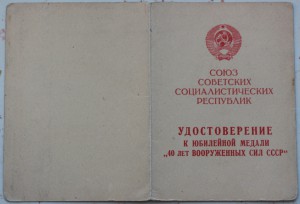 СОЮЗ
СОВЕТСКИХ
СОЦИАЛИСТИЧЕСКИХ
РЕСПУБЛИК
УДОСТОВЕРЕНИЕ
К ЮБИЛЕЙНОЙ МЕДАЛИ
„40 ЛЕТ ВООРУЖЕННЫХ СИЛ СССР“